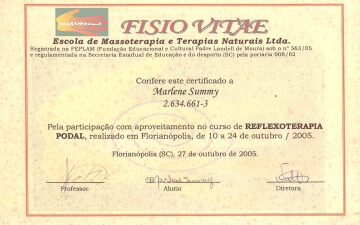 FISIO VITAE
Escola de Massoterapia e Terapias Naturais Ltda.
Registrada na FEPLAM (Fundação Educacional e Cultural Padre Landell de Moura) sob o n° 563/05
e regulamentada na Secretaria Estadual de Educação e do desporto (SC) pela portaria 008/02
Confere este certificado a
Marlene Summy
2.634.661-3
Pela participação com aproveitamento no curso de REFLEXOTERAPIA
PODAL, realizado em Florianópolis, de 10 a 24 de outubro / 2005.
Florianópolis (SC), 27 de outubro de 2005.
Marlene Summy
Professor Aluno Diretora